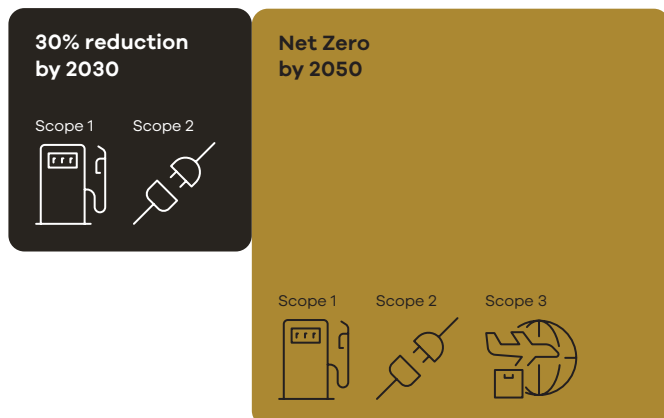 30% reduction
by 2030
Scope 1
Scope 2
Net Zero
by 2050
Scope 1
Scope 2
Scope 3